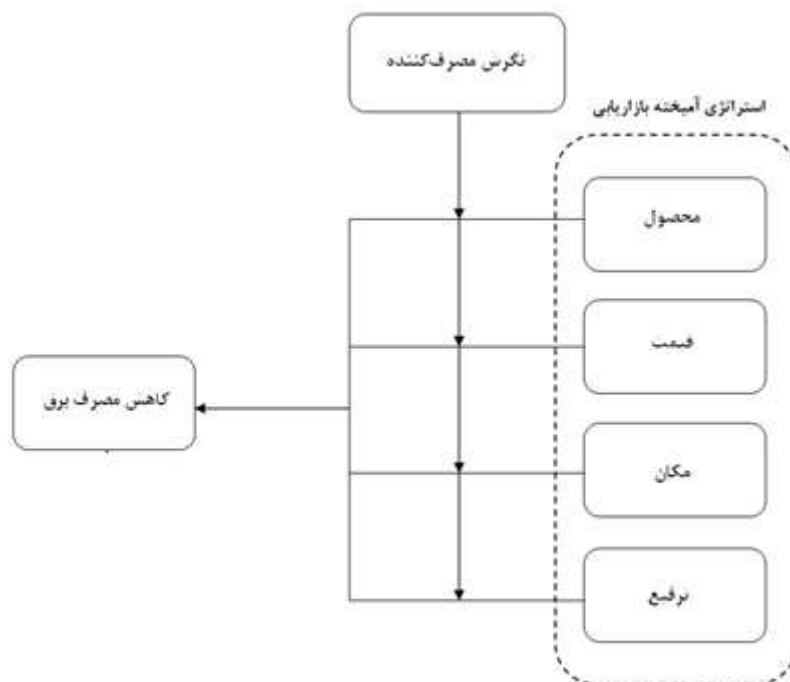 نگرش مصرف‌کننده
استراتژی آمیخته بازاریابی
محصول
قیمت
کاهش مصرف برق
مکان
ترفیع